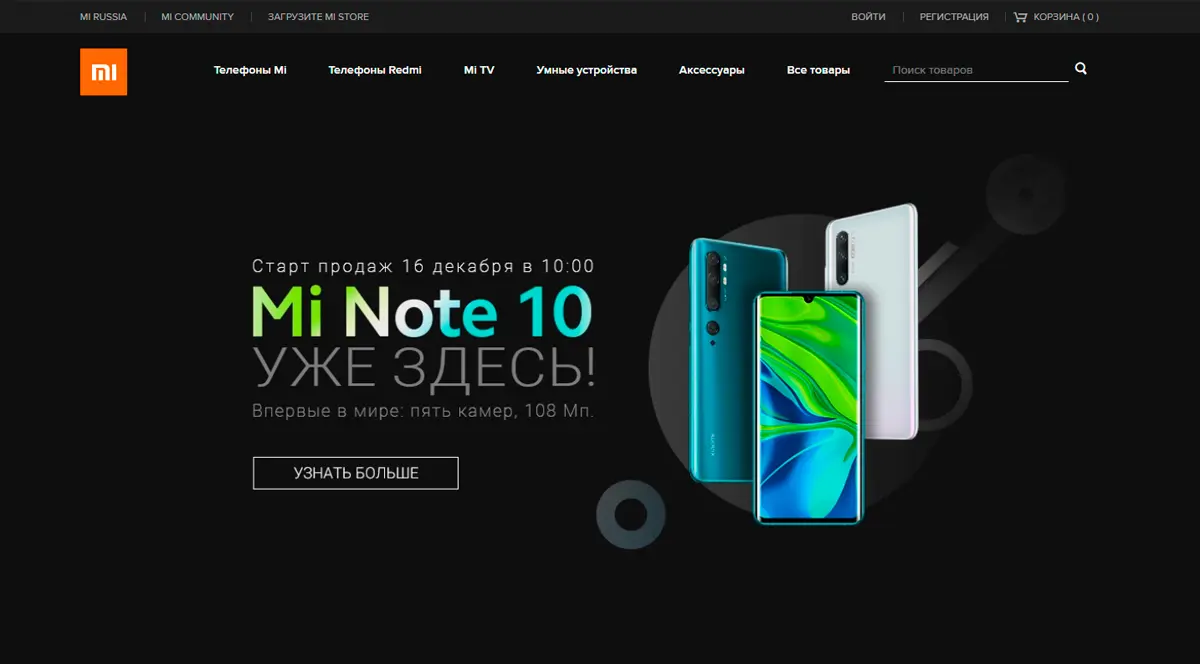 MI RUSSIA
MI COMMUNITY
ЗАГРУЗИТЕ MI STORE
ВОЙТИ
РЕГИСТРАЦИЯ
КОРЗИНА ( 0 )
mi
Телефоны Mi
Телефоны Redmi
Mi TV
Умные устройства
Аксессуары
Все товары
Поиск товаров
Старт продаж 16 декабря в 10:00
Mi Note 10
УЖЕ ЗДЕСЬ!
Впервые в мире: пять камер, 108 Мп.
УЗНАТЬ БОЛЬШЕ